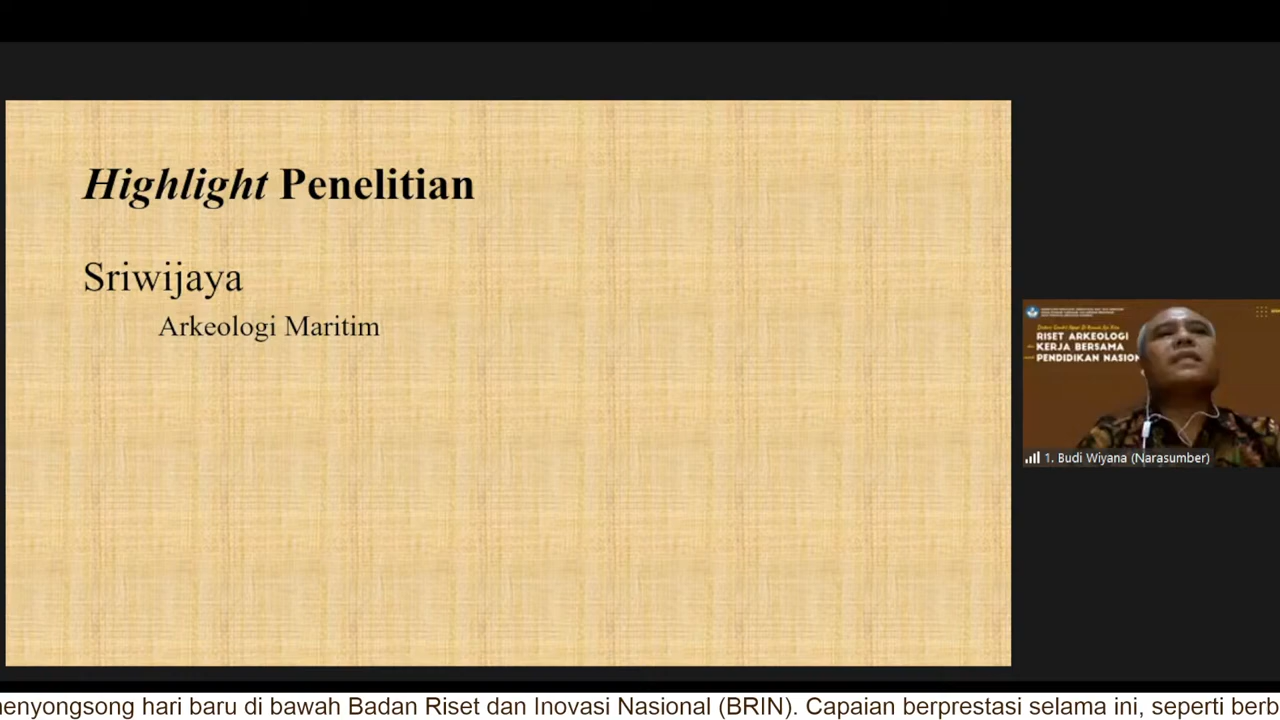 Highlight Penelitian
Sriwijaya
Arkeologi Maritim
RISET ARKEOLOGI
KERJA BERSAMA
PENDIDIKAN NASION
1. Budi Wiyana (Narasumber)
menyongsong hari baru di bawah Badan Riset dan Inovasi Nasional (BRIN). Capaian berprestasi selama ini, seperti berb